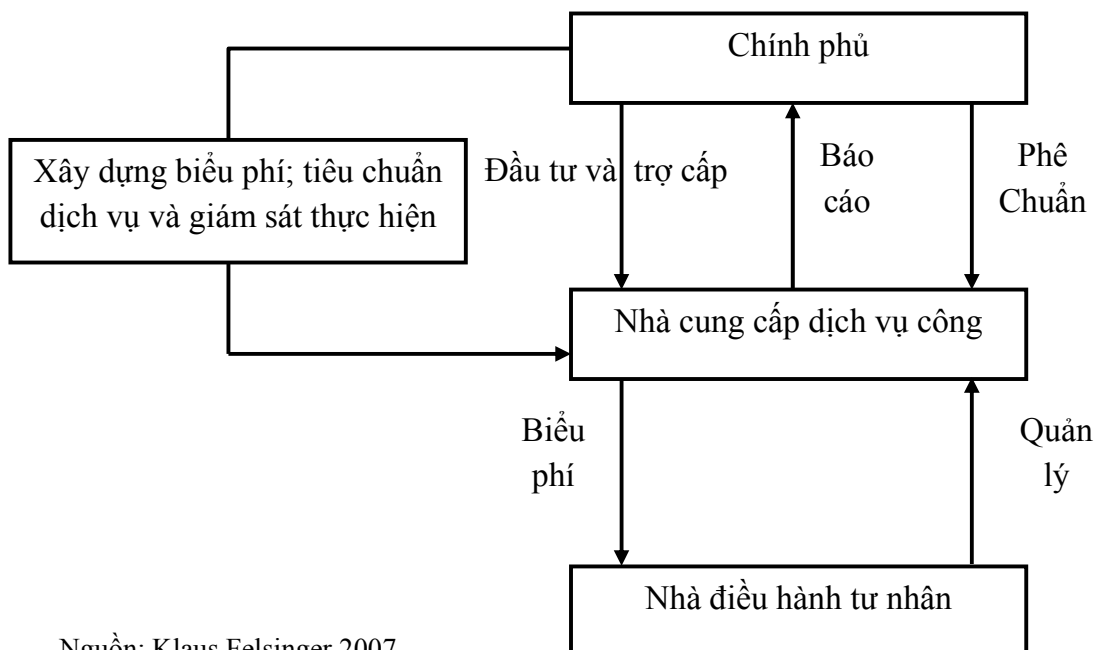 Chính phủ
Xây dựng biểu phí; tiêu chuẩn
dịch vụ và giám sát thực hiện
Đầu tư và trợ cấp
Báo
cáo
Phê
Chuẩn
Nhà cung cấp dịch vụ công
Biểu
phí
Quản
lý
Nhà điều hành tư nhân
Nguồn: Klaus Felsinger 2007